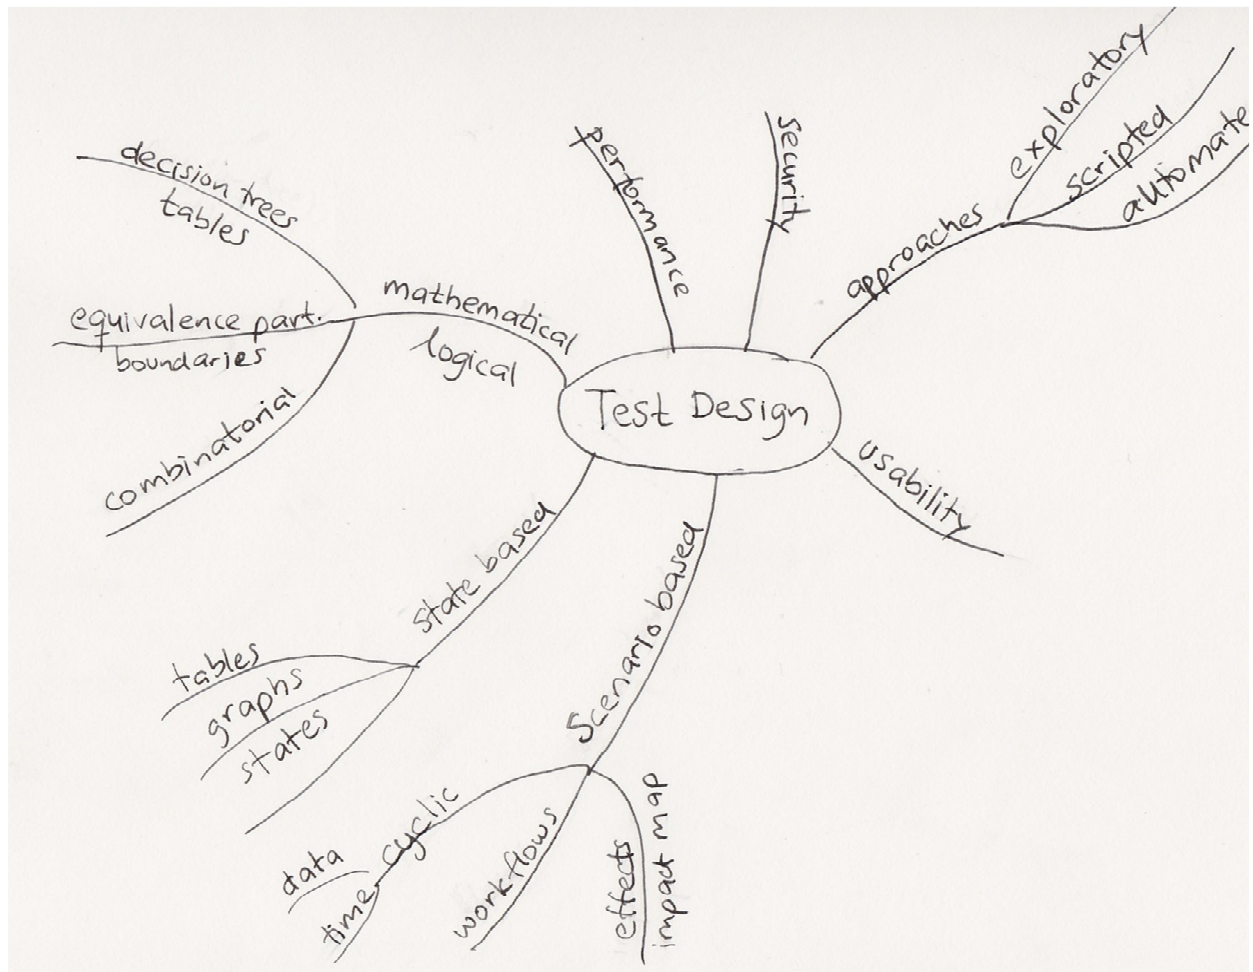 Test Design
mathematical
logical
decision trees
tables
equivalence part.
boundaries
combinatorial
performance
security
approaches
exploratory
scripted
automate
usability
Scenario based
effects
impact map
workflows
cyclic
data
time
state based
tables
graphs
states